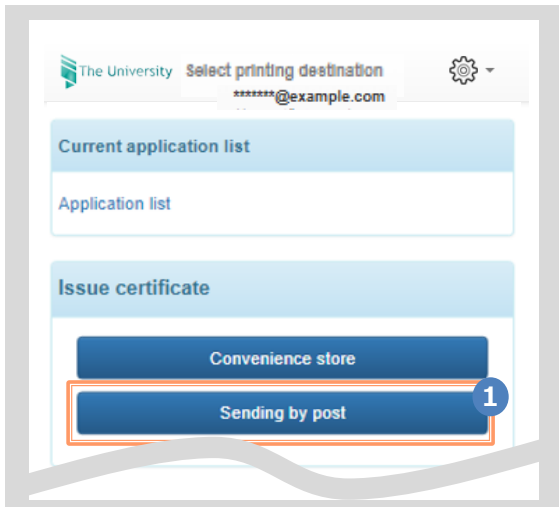 The University Select printing destination
*******@example.com
Current application list
Application list
Issue certificate
Convenience store
Sending by post
1